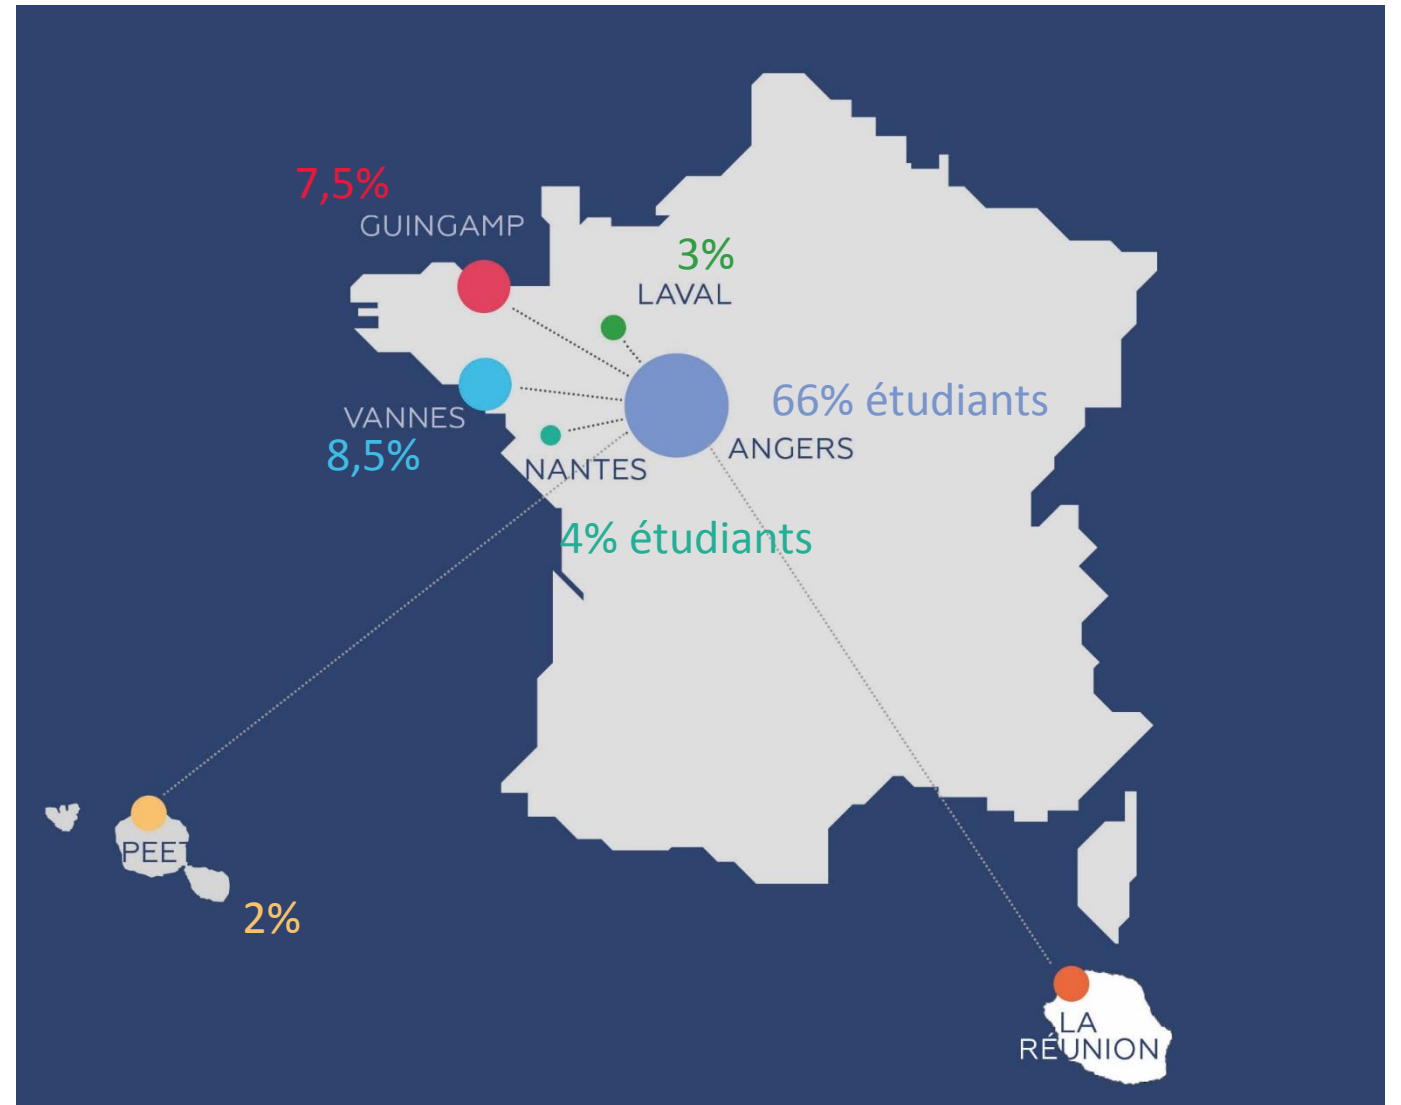 7,5%
GUINGAMP
3%
LAVAL
66% étudiants
VANNES
8,5%
ANGERS
NANTES
4% étudiants
PEET
2%
LA
RÉUNION